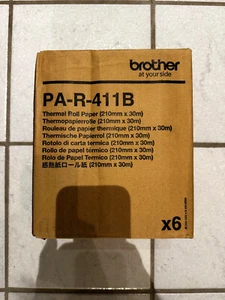 brother
at your side
PA-R-411B
Thermal Roll Paper (210mm x 30m)
Thermopapierrolle (210mm x 30m)
Rouleau de papier thermique (210mm x 30m)
Thermische Papierrol (210mm x 30m)
Rotolo di carta termica (210mm x 30m)
Rollo de papel térmico (210mm x 30m)
Rolo de Papel Termico (210mm x 30m)
感熱紙ロール紙 (210mm x 30m)
x6